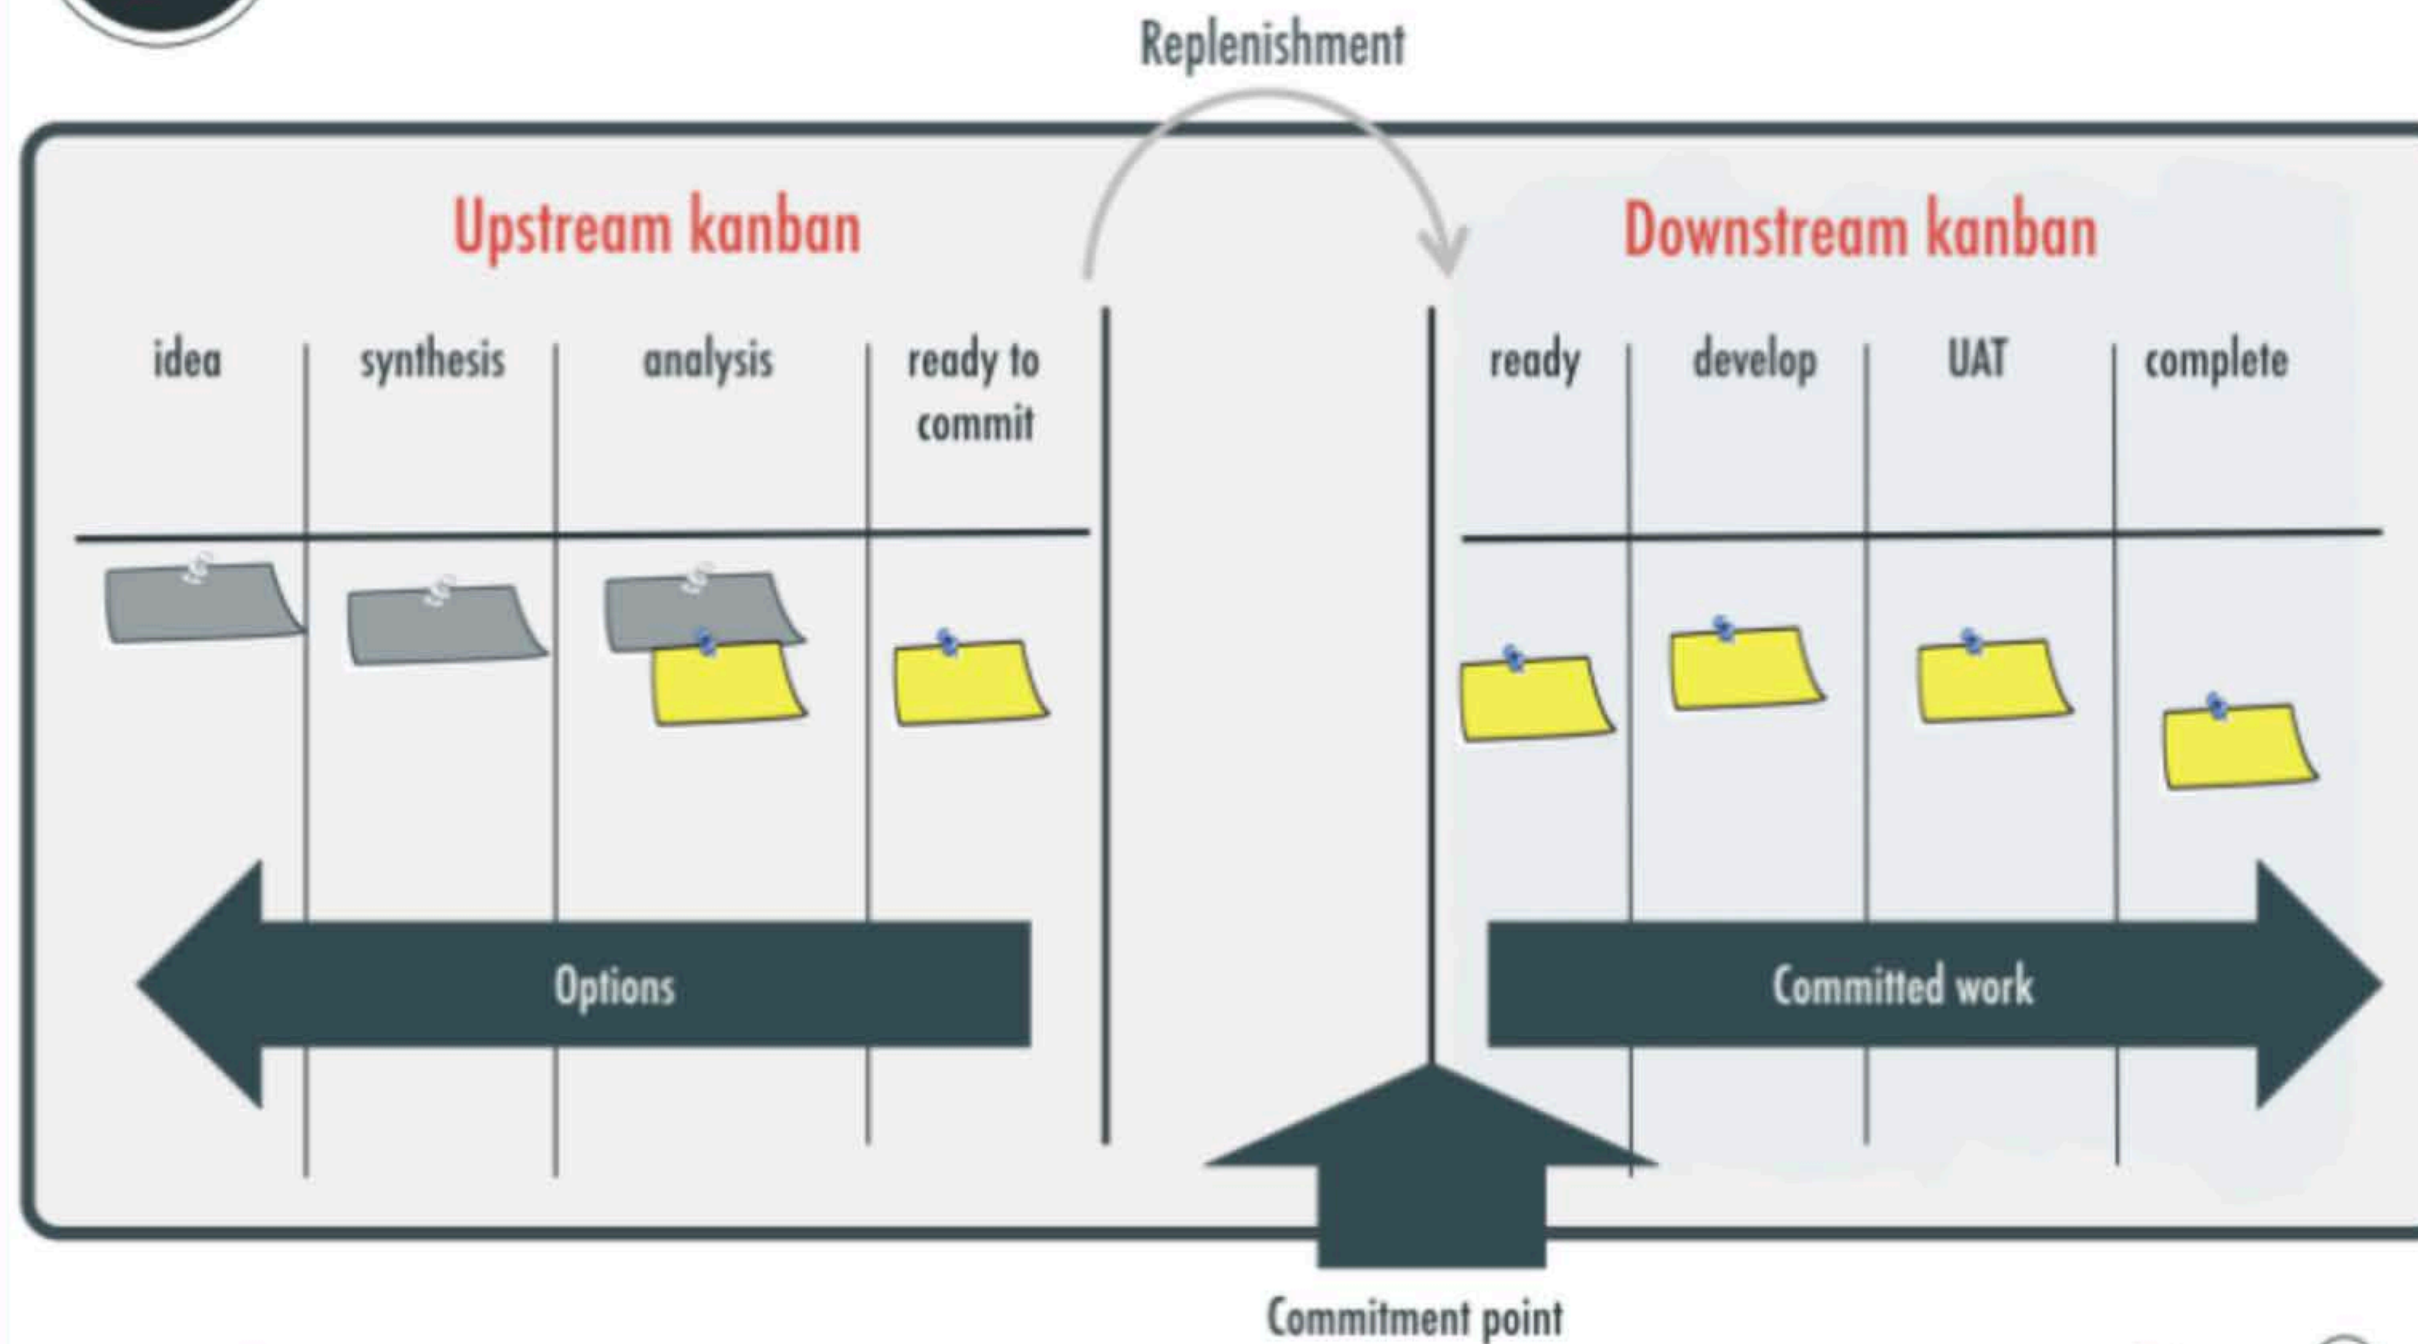 Replenishment
Upstream kanban
Downstream kanban
idea
synthesis
analysis
ready to
commit
ready
develop
UAT
complete
Options
Committed work
Commitment point